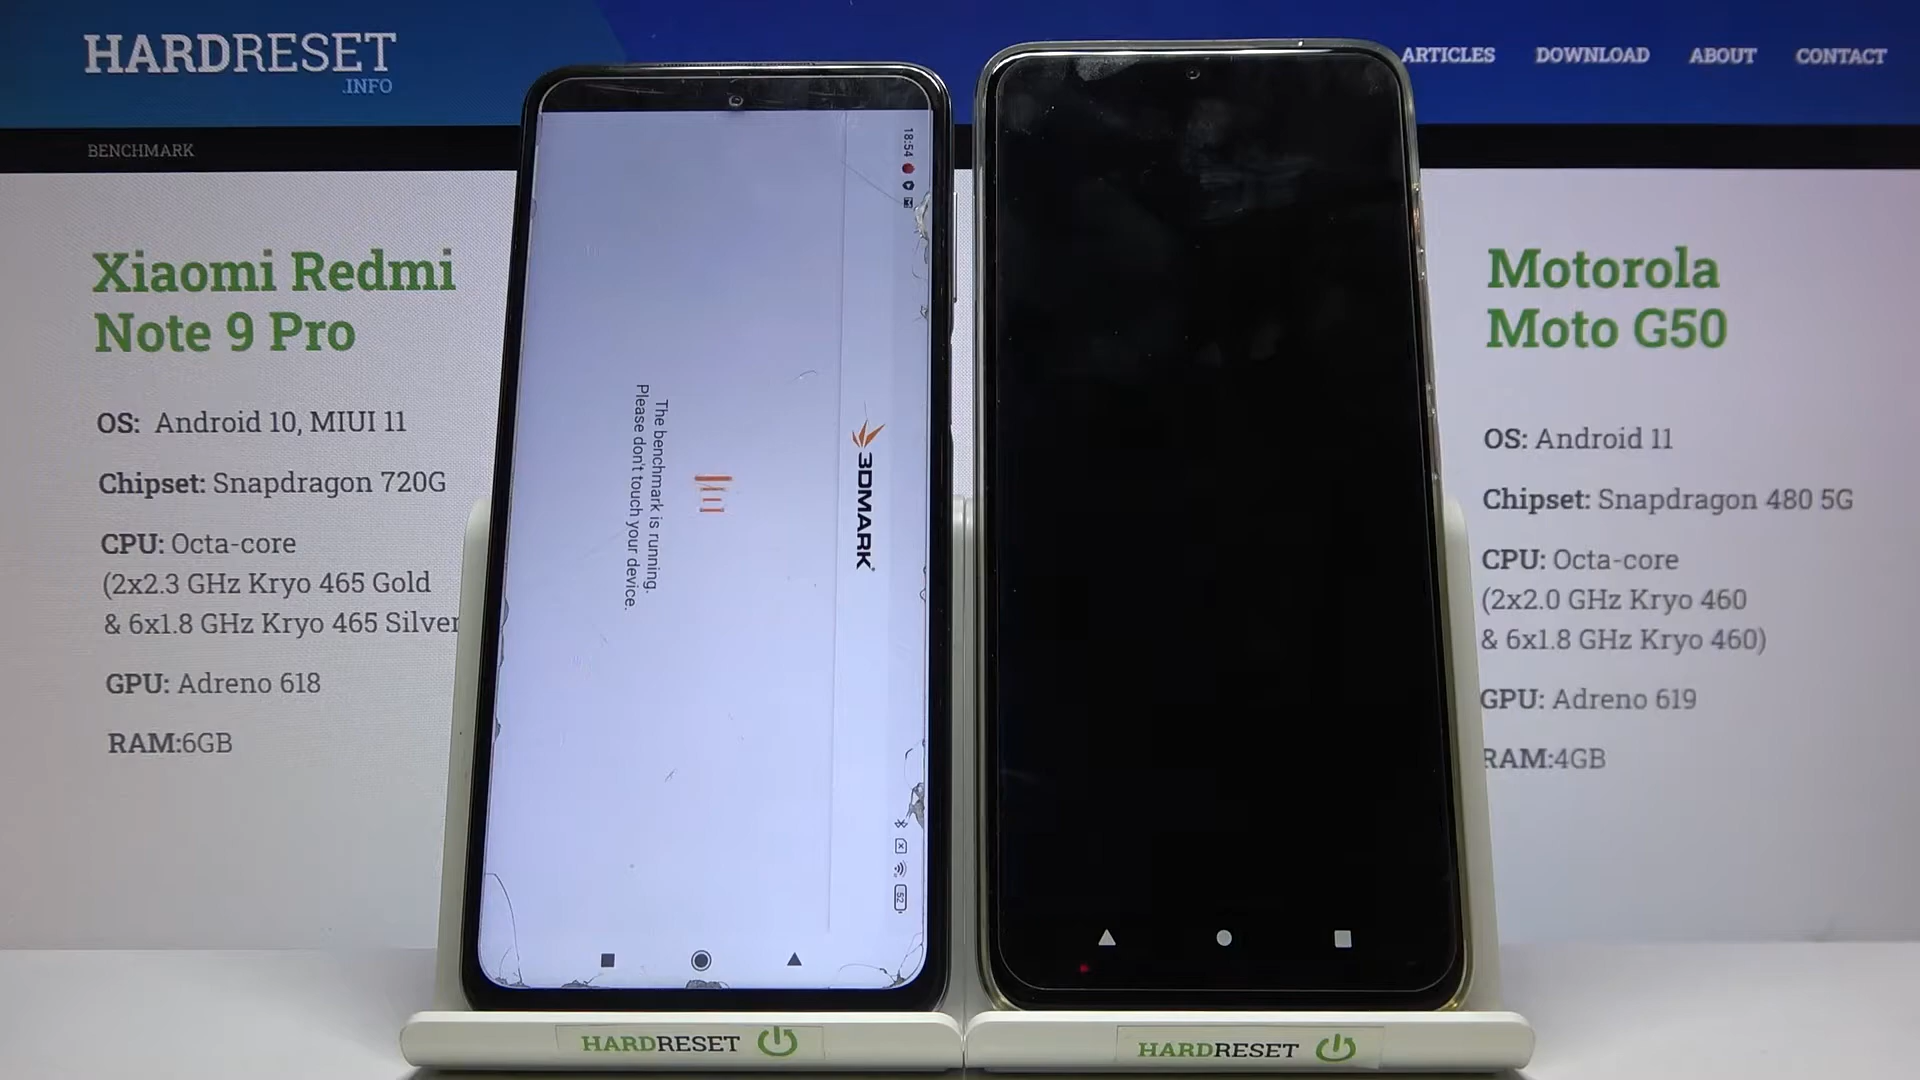 HARDRESET
.INFO
ARTICLES DOWNLOAD ABOUT CONTACT
BENCHMARK
Xiaomi Redmi
Note 9 Pro
OS: Android 10, MIUI 11
Chipset: Snapdragon 720G
CPU: Octa-core
(2x2.3 GHz Kryo 465 Gold
& 6x1.8 GHz Kryo 465 Silver
GPU: Adreno 618
RAM:6GB
18:54
3DMARK
The benchmark is running.
Please don't touch your device.
52
Motorola
Moto G50
OS: Android 11
Chipset: Snapdragon 480 5G
CPU: Octa-core
(2x2.0 GHz Kryo 460
& 6x1.8 GHz Kryo 460)
GPU: Adreno 619
RAM:4GB
HARDRESET
HARDRESET